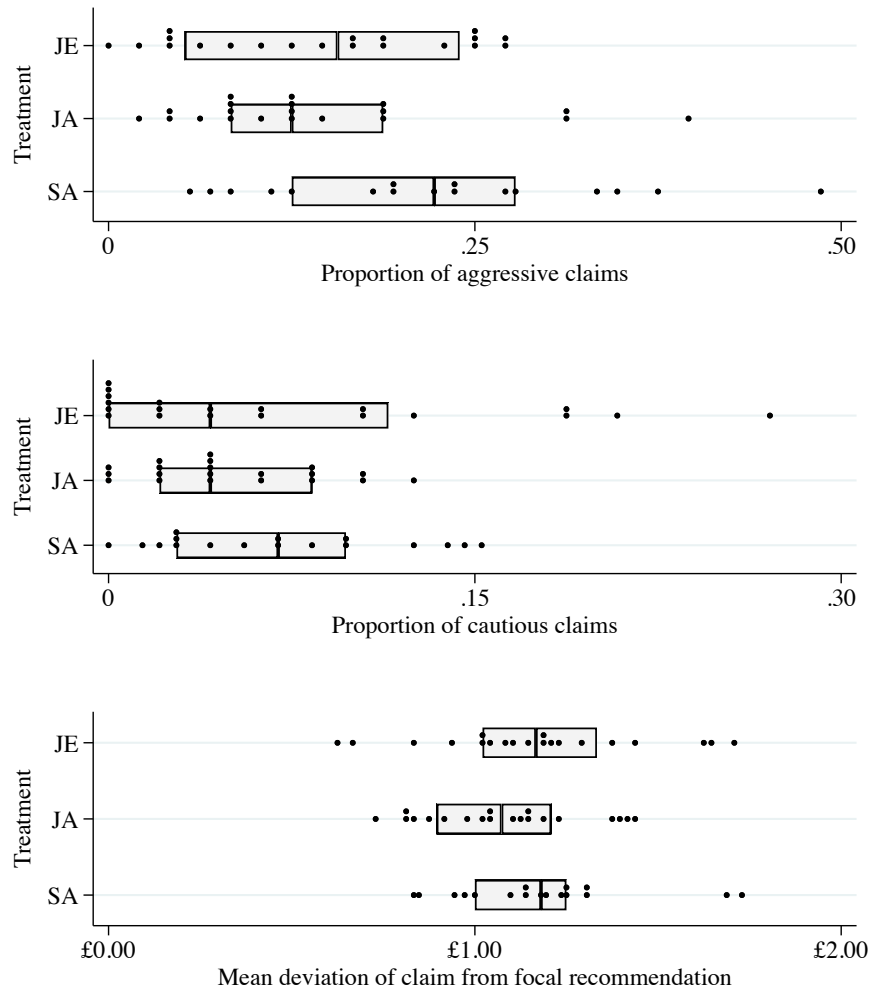 Treatment
JE
JA
SA
0 .25 .50
Proportion of aggressive claims
Treatment
JE
JA
SA
0 .15 .30
Proportion of cautious claims
Treatment
JE
JA
SA
£0.00 £1.00 £2.00
Mean deviation of claim from focal recommendation